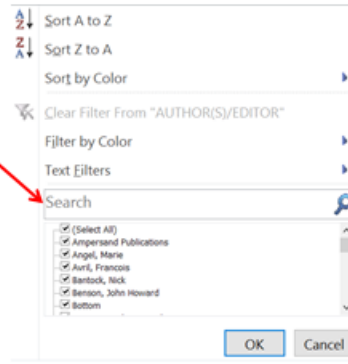 Sort A to Z
Sort Z to A
Sort by Color
Clear Filter From "AUTHOR(S)/EDITOR"
Filter by Color
Text Filters
Search
(Select All)
Ampersand Publications
Angel, Marie
Avril, Francois
Bantock, Nick
Benson, John Howard
Bottom
OK
Cancel